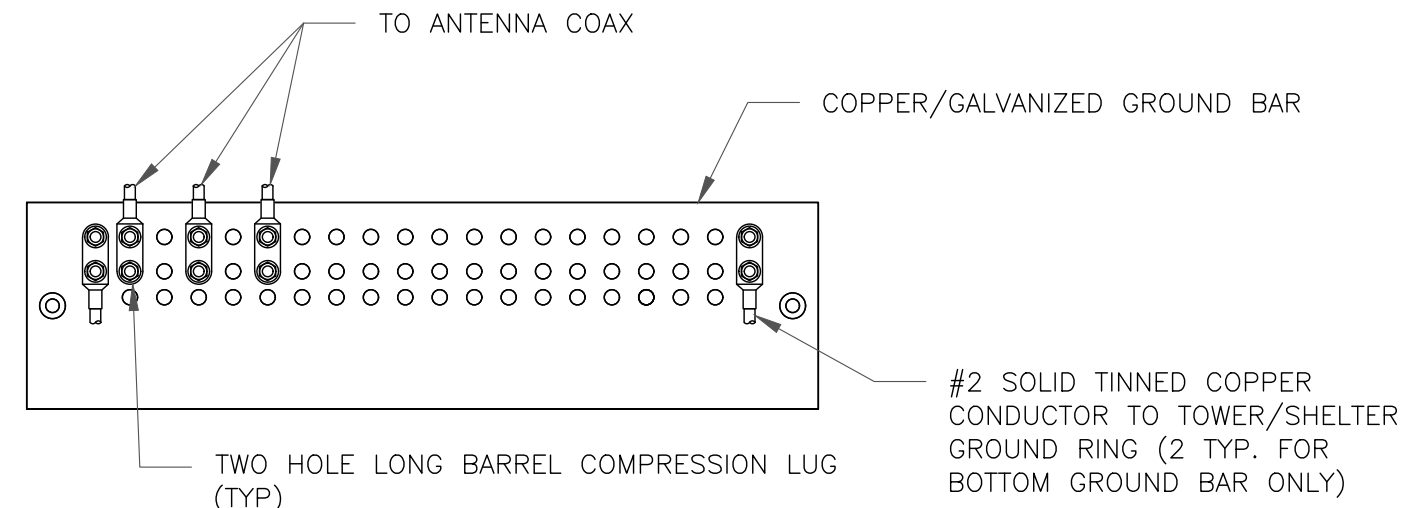 TO ANTENNA COAX
COPPER/GALVANIZED GROUND BAR
#2 SOLID TINNED COPPER
CONDUCTOR TO TOWER/SHELTER
GROUND RING (2 TYP. FOR
BOTTOM GROUND BAR ONLY)
TWO HOLE LONG BARREL COMPRESSION LUG
(TYP)